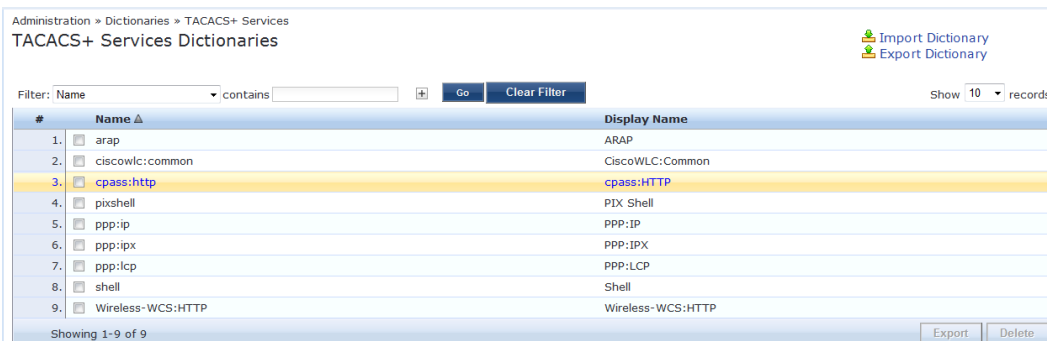 Administration » Dictionaries » TACACS+ Services
TACACS+ Services Dictionaries
Import Dictionary
Export Dictionary
Filter: Name contains + Go Clear Filter Show 10 records
# Name Display Name
1. arap ARAP
2. ciscowlc:common CiscoWLC:Common
3. cpass:http cpass:HTTP
4. pixshell PIX Shell
5. ppp:ip PPP:IP
6. ppp:ipx PPP:IPX
7. ppp:lcp PPP:LCP
8. shell Shell
9. Wireless-WCS:HTTP Wireless-WCS:HTTP
Showing 1-9 of 9 Export Delete